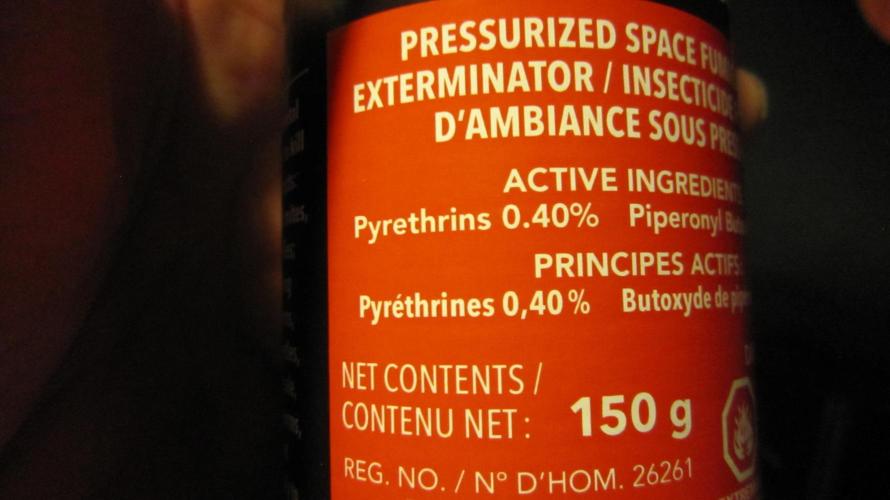 PRESSURIZED SPACE
EXTERMINATOR / INSECTICIDE
D'AMBIANCE SOUS
ACTIVE INGREDIENTS
Pyrethrins 0.40% Piperonyl
PRINCIPES ACTIFS:
Pyréthrines 0,40 % Butoxyde de
NET CONTENTS /
CONTENU NET : 150 g
REG. NO. / N° D'HOM. 26261